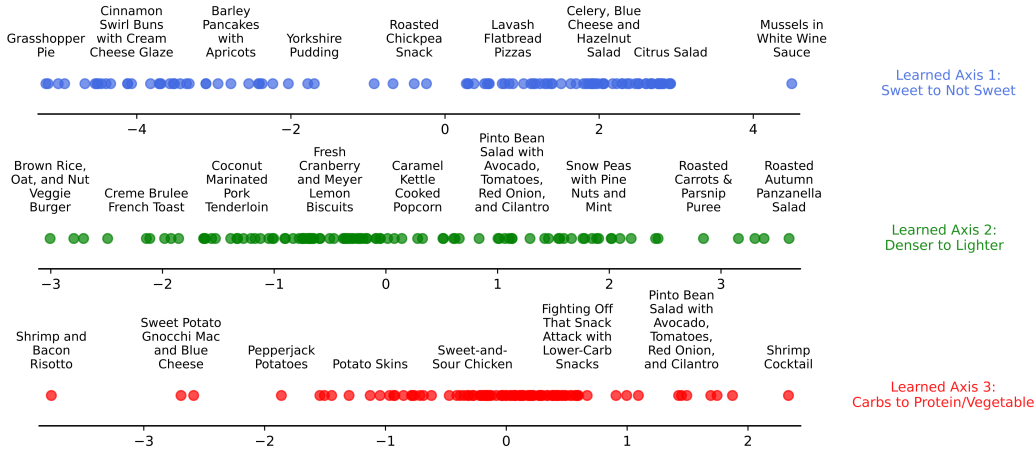 Grasshopper
Pie
Cinnamon
Swirl Buns
with Cream
Cheese Glaze
Barley
Pancakes
with
Apricots
Yorkshire
Pudding
Roasted
Chickpea
Snack
Lavash
Flatbread
Pizzas
Celery, Blue
Cheese and
Hazelnut
Salad
Citrus Salad
Mussels in
White Wine
Sauce
Learned Axis 1:
Sweet to Not Sweet
−4
−2
0
2
4
Brown Rice,
Oat, and Nut
Veggie
Burger
Creme Brulee
French Toast
Coconut
Marinated
Pork
Tenderloin
Fresh
Cranberry
and Meyer
Lemon
Biscuits
Caramel
Kettle
Cooked
Popcorn
Pinto Bean
Salad with
Avocado,
Tomatoes,
Red Onion,
and Cilantro
Snow Peas
with Pine
Nuts and
Mint
Roasted
Carrots &
Parsnip
Puree
Roasted
Autumn
Panzanella
Salad
Learned Axis 2:
Denser to Lighter
−3
−2
−1
0
1
2
3
Shrimp and
Bacon
Risotto
Sweet Potato
Gnocchi Mac
and Blue
Cheese
Pepperjack
Potatoes
Potato Skins
Sweet-and-
Sour Chicken
Fighting Off
That Snack
Attack with
Lower-Carb
Snacks
Pinto Bean
Salad with
Avocado,
Tomatoes,
Red Onion,
and Cilantro
Shrimp
Cocktail
Learned Axis 3:
Carbs to Protein/Vegetable
−3
−2
−1
0
1
2